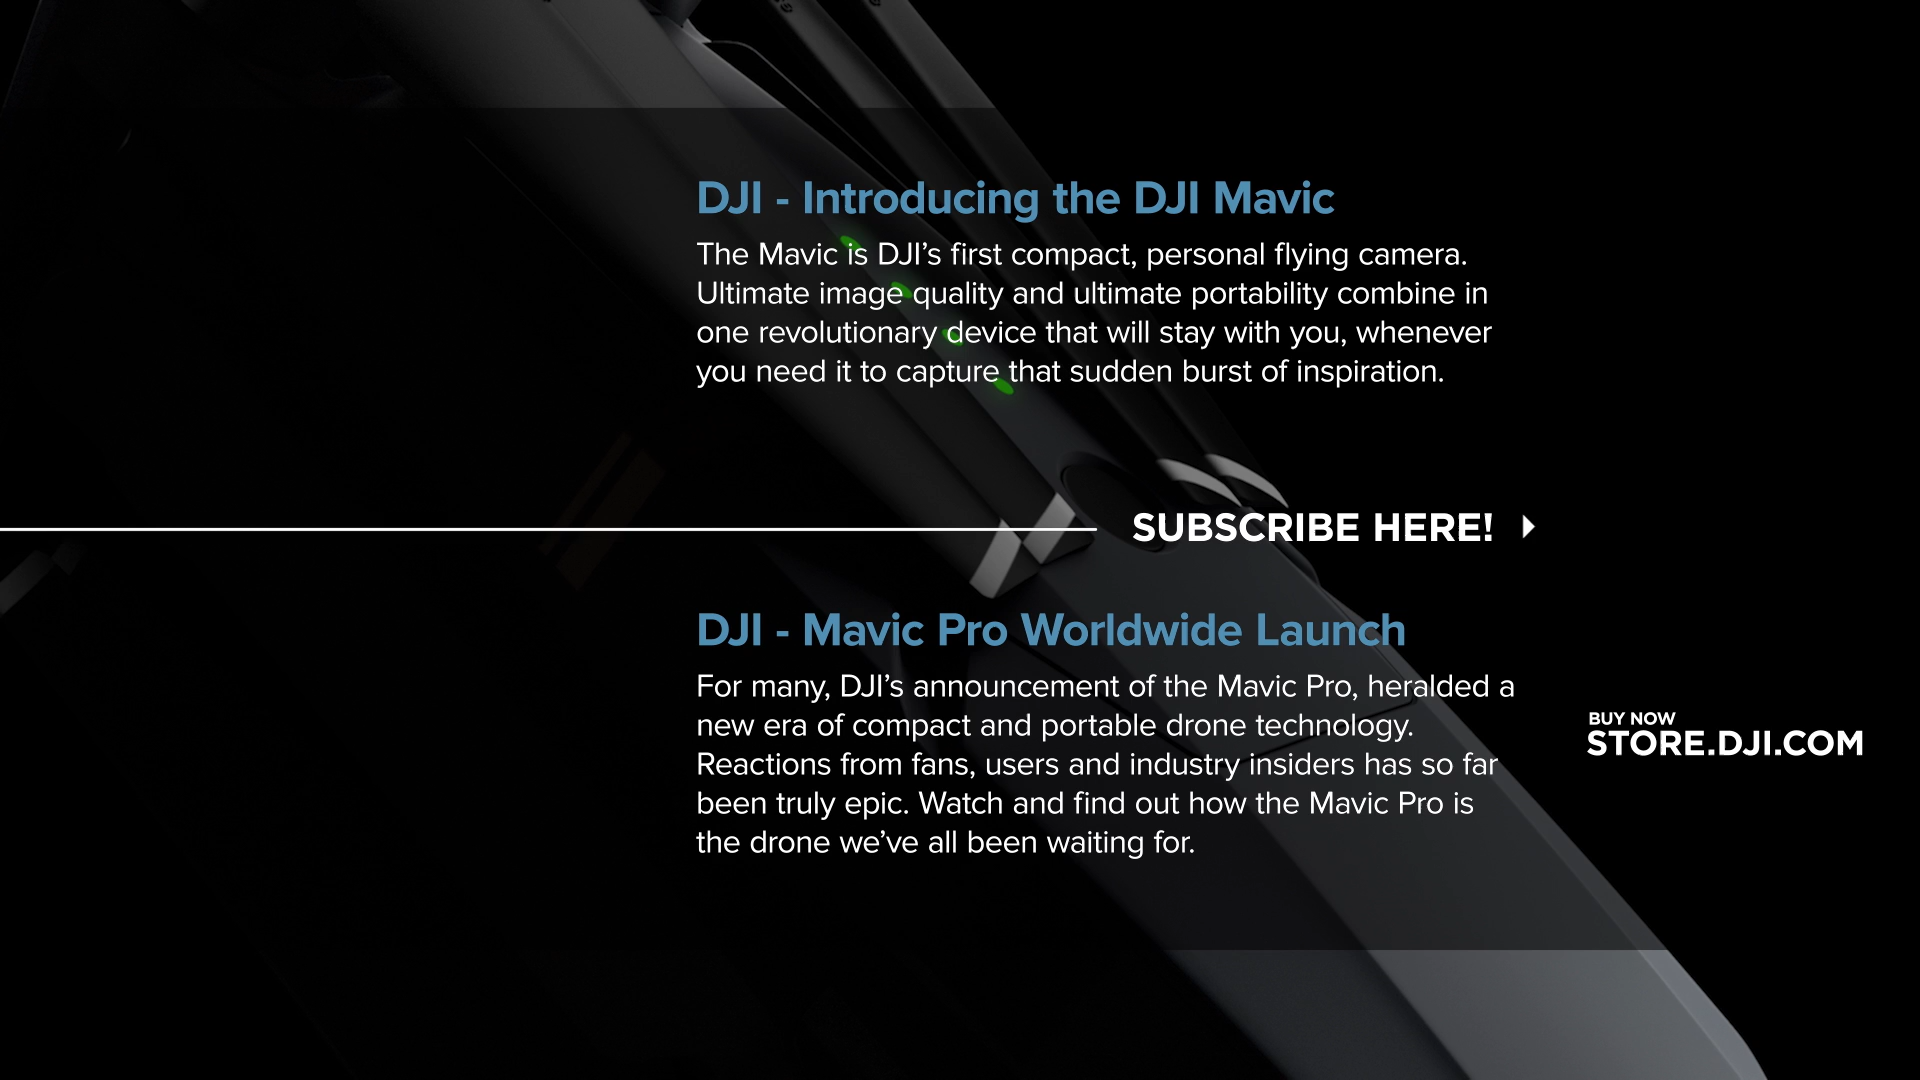 DJI - Introducing the DJI Mavic
The Mavic is DJI’s first compact, personal flying camera.
Ultimate image quality and ultimate portability combine in
one revolutionary device that will stay with you, whenever
you need it to capture that sudden burst of inspiration.
SUBSCRIBE HERE!
DJI - Mavic Pro Worldwide Launch
For many, DJI’s announcement of the Mavic Pro, heralded a
new era of compact and portable drone technology.
Reactions from fans, users and industry insiders has so far
been truly epic. Watch and find out how the Mavic Pro is
the drone we’ve all been waiting for.
BUY NOW
STORE.DJI.COM